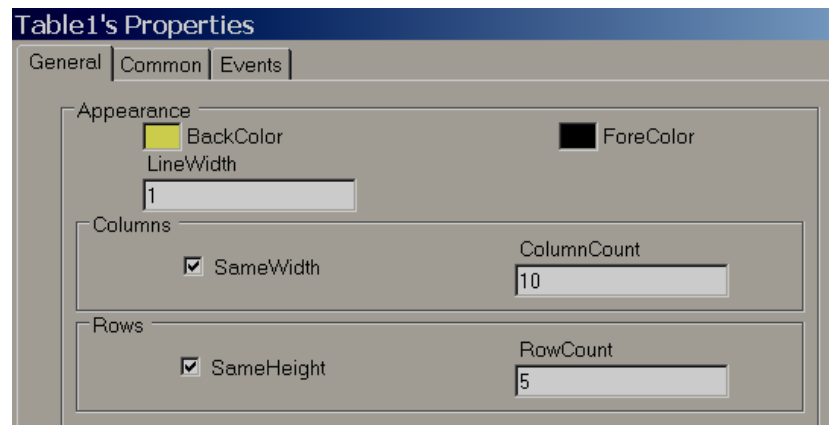 Table1's Properties
General Common Events
Appearance
BackColor ForeColor
LineWidth
1
Columns
SameWidth
ColumnCount
10
Rows
SameHeight
RowCount
5